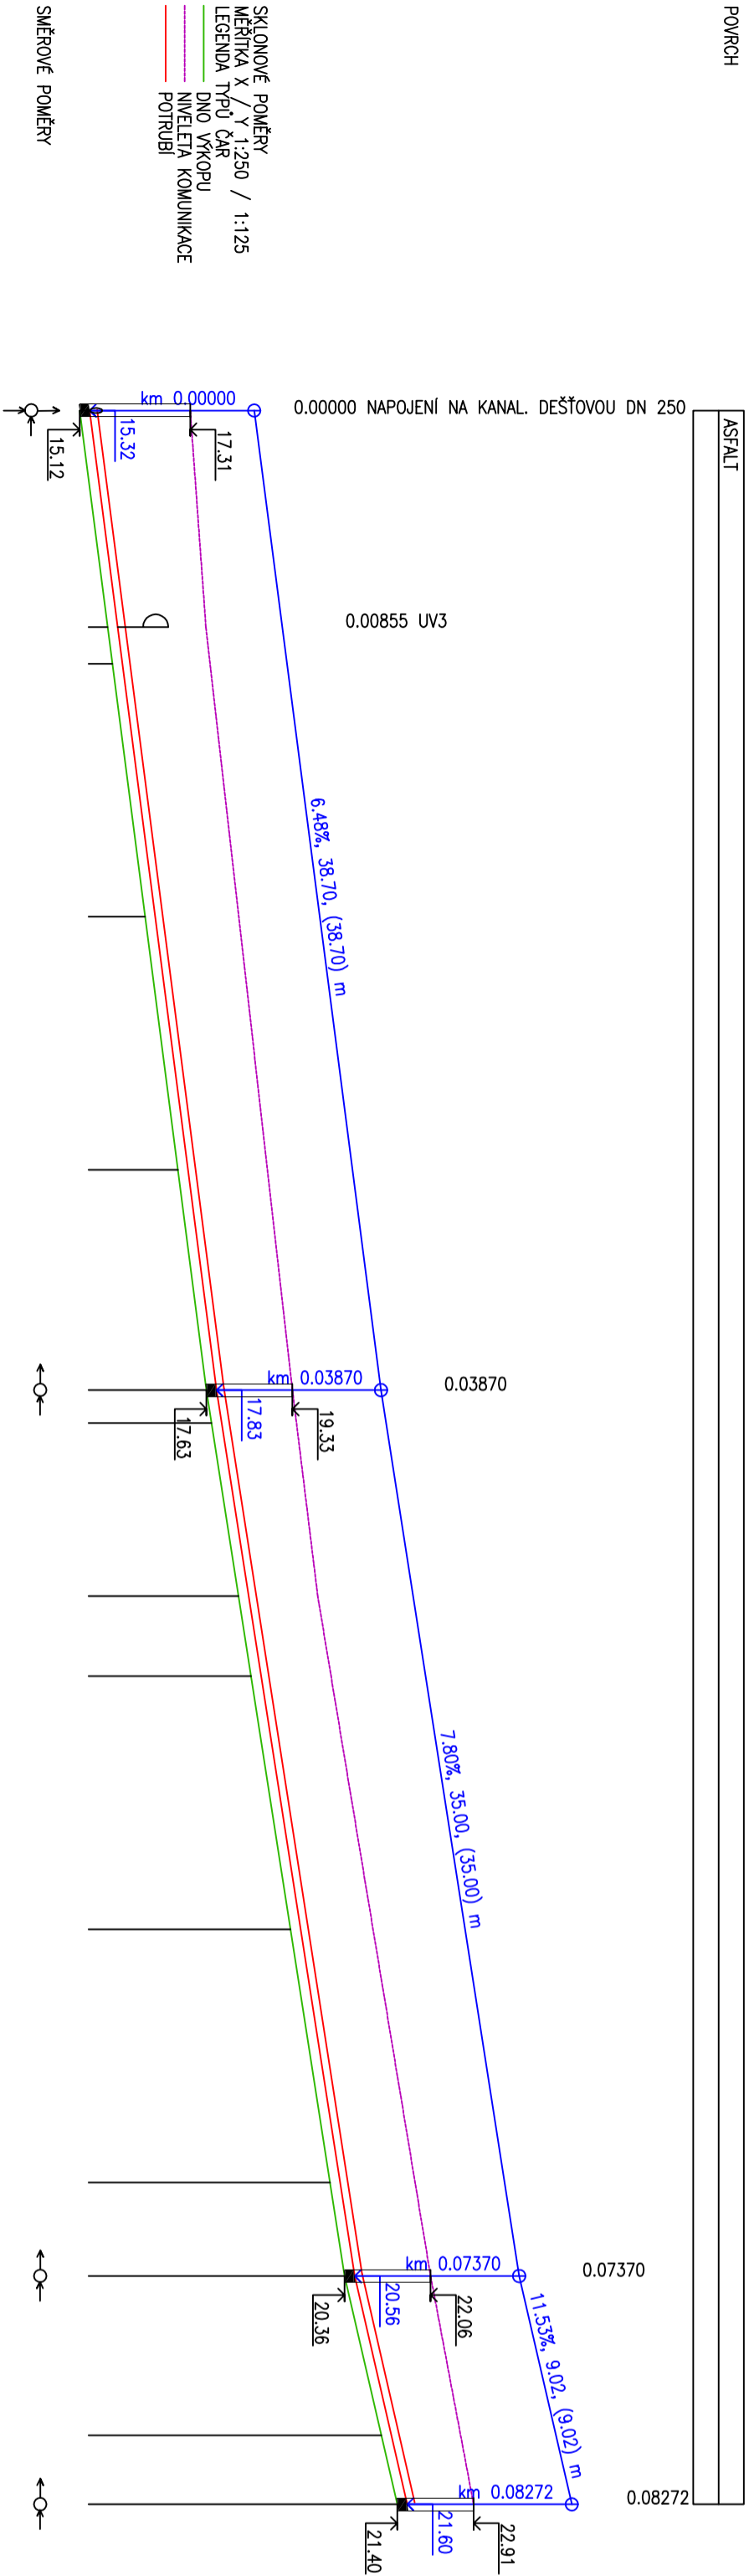 POVRCH
ASFALT
0.00000 NAPOJENÍ NA KANAL. DEŠŤOVOU DN 250
0.00855 UV3
0.03870
0.07370
0.08272
6.48%, 38.70, (38.70) m
7.80%, 35.00, (35.00) m
11.53%, 9.02, (9.02) m
km 0.00000
17.31
15.32
15.12
km 0.03870
19.33
17.83
17.63
km 0.07370
22.06
20.56
20.36
km 0.08272
22.91
21.60
21.40
SKLONOVÉ POMĚRY
MĚŘÍTKA X / Y 1:250 / 1:125
LEGENDA TYPŮ ČAR
DNO VÝKOPU
NIVELETA KOMUNIKACE
POTRUBÍ
SMĚROVÉ POMĚRY